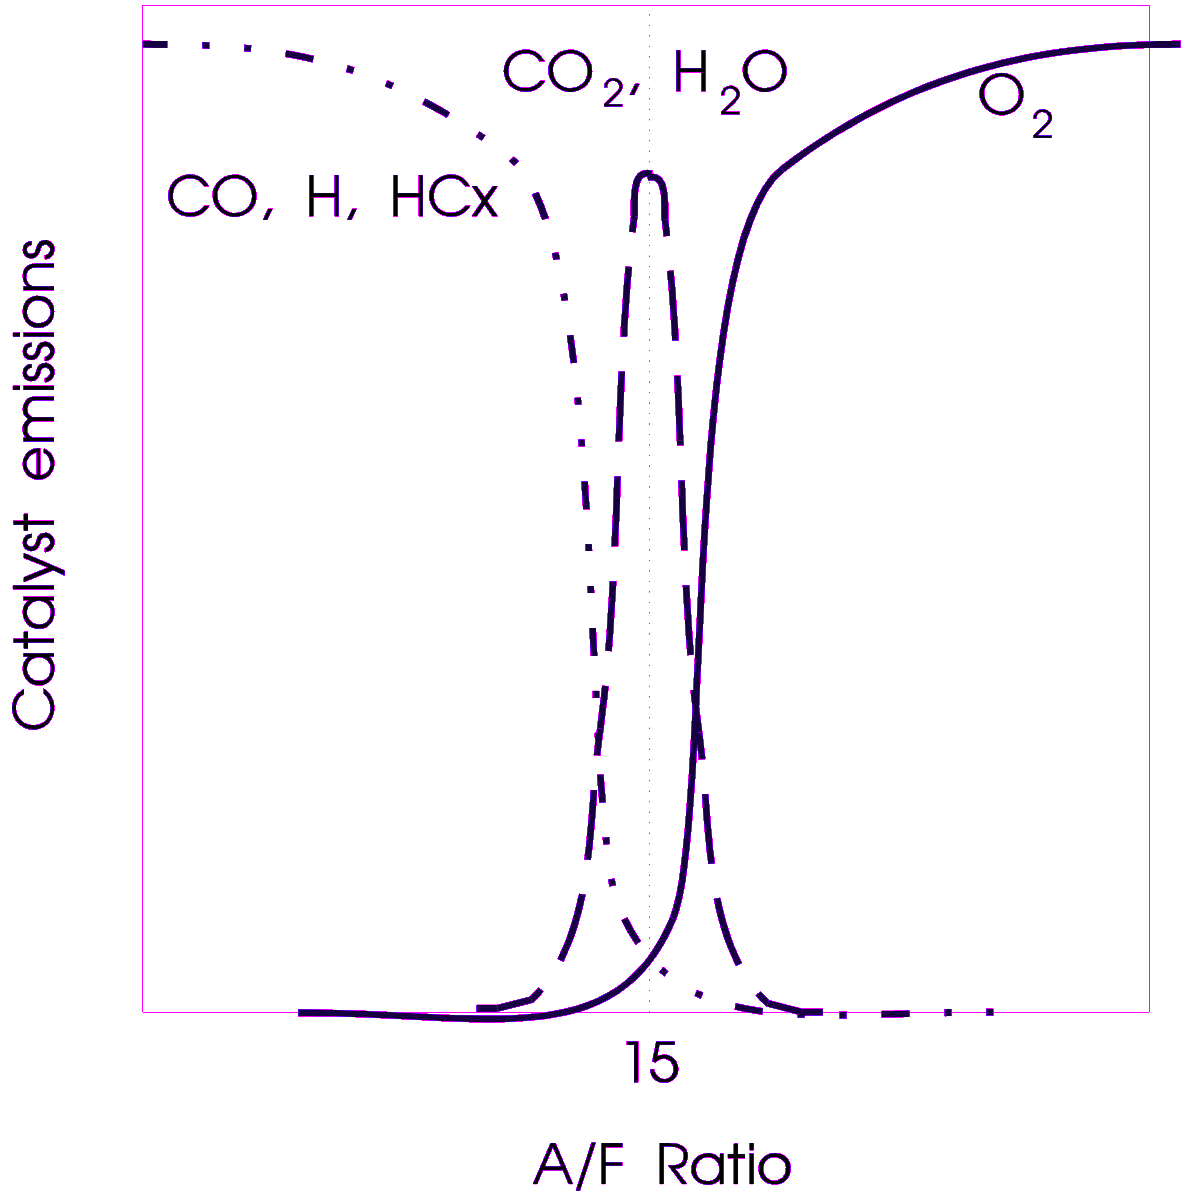 CO₂, H₂O
O₂
CO, H, HCx
Catalyst emissions
15
A/F Ratio